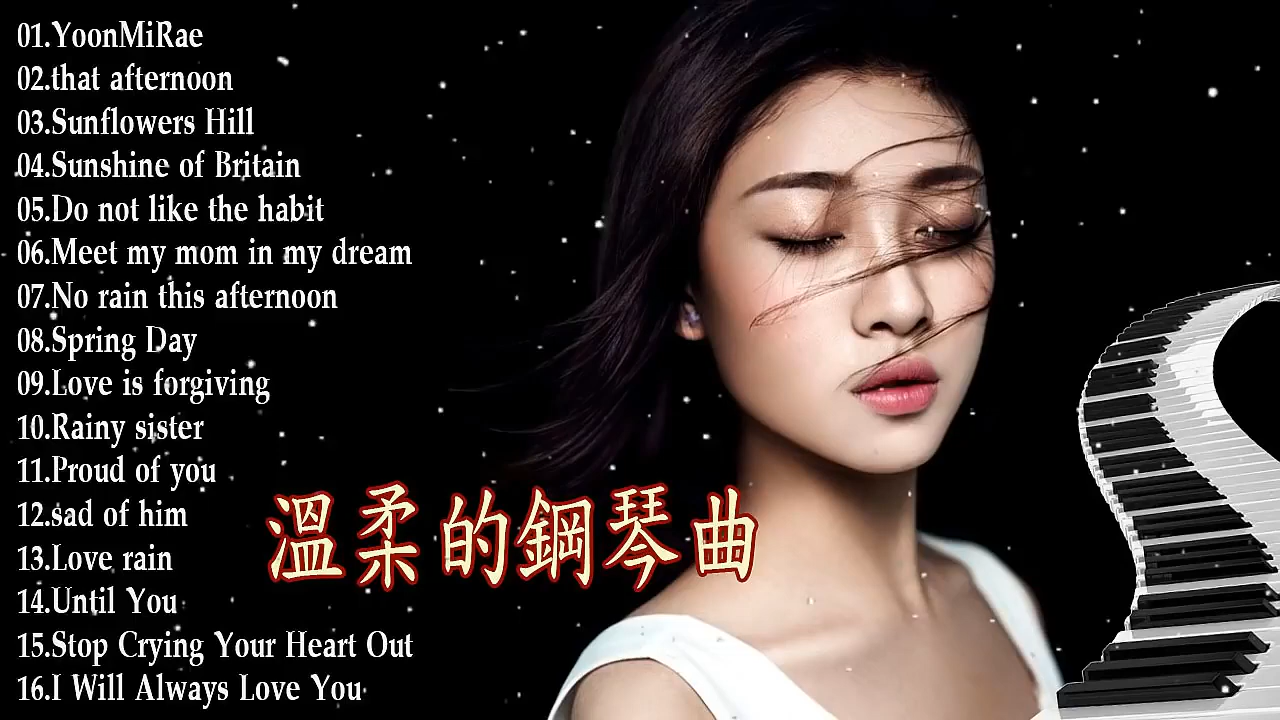 01.YoonMiRae
02.that afternoon
03.Sunflowers Hill
04.Sunshine of Britain
05.Do not like the habit
06.Meet my mom in my dream
07.No rain this afternoon
08.Spring Day
09.Love is forgiving
10.Rainy sister
11.Proud of you
12.sad of him
13.Love rain
14.Until You
15.Stop Crying Your Heart Out
16.I Will Always Love You
溫柔的鋼琴曲